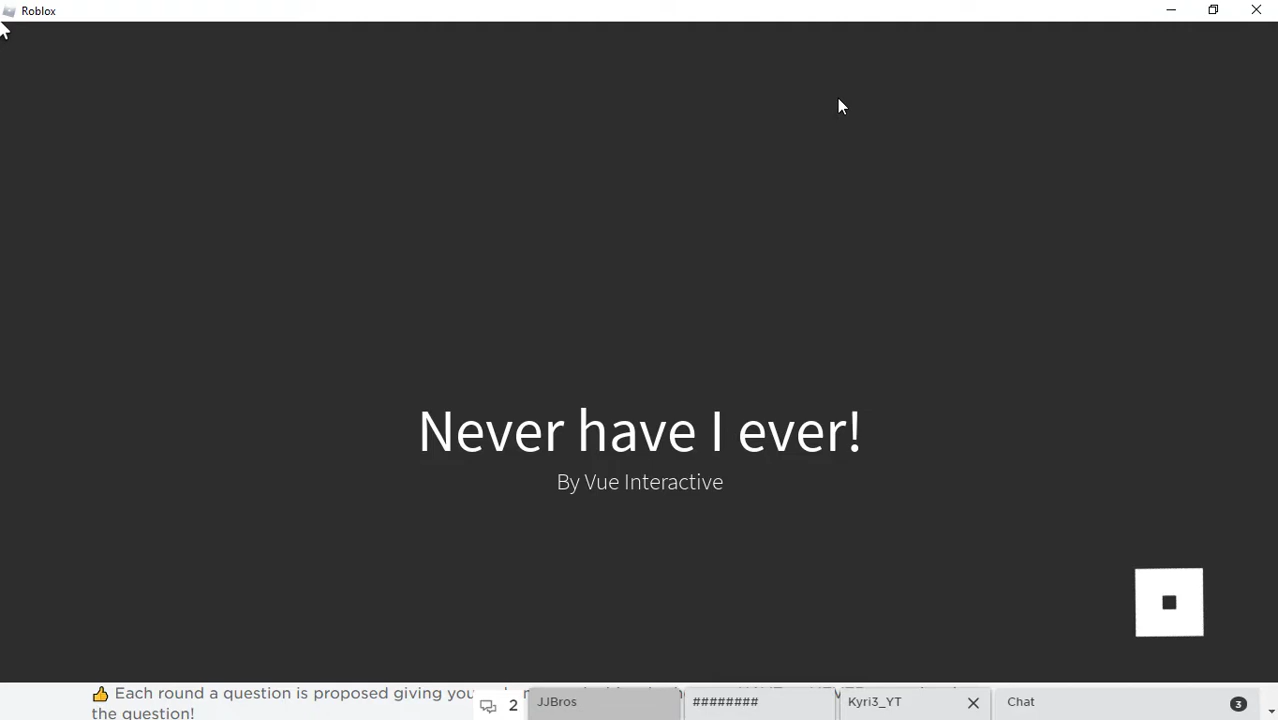 Roblox
Never have I ever!
By Vue Interactive
👍 Each round a question is proposed giving you
the question!
2
JJBros
########
Kyri3_YT
Chat
3